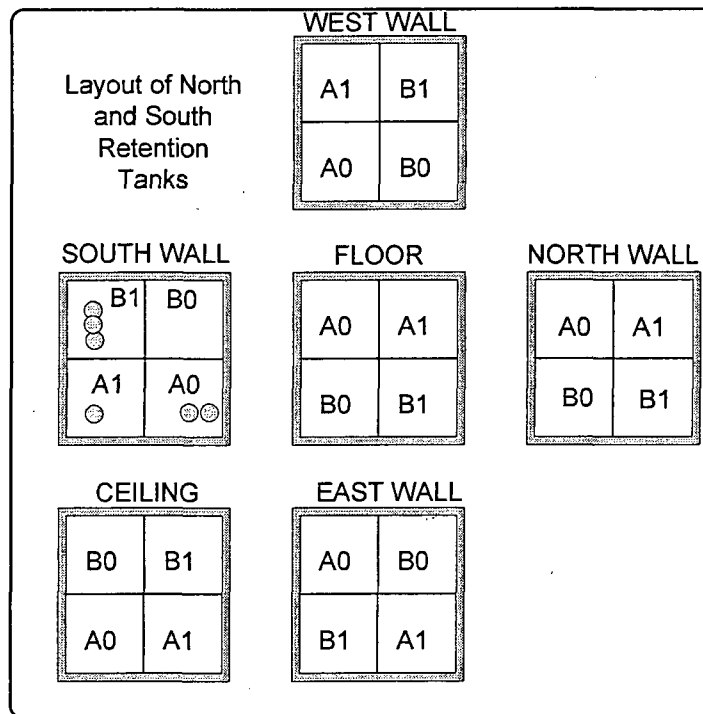 WEST WALL
Layout of North
and South
Retention
Tanks
A1 B1
A0 B0
SOUTH WALL
B1 B0
A1 A0
FLOOR
A0 A1
B0 B1
NORTH WALL
A0 A1
B0 B1
CEILING
B0 B1
A0 A1
EAST WALL
A0 B0
B1 A1